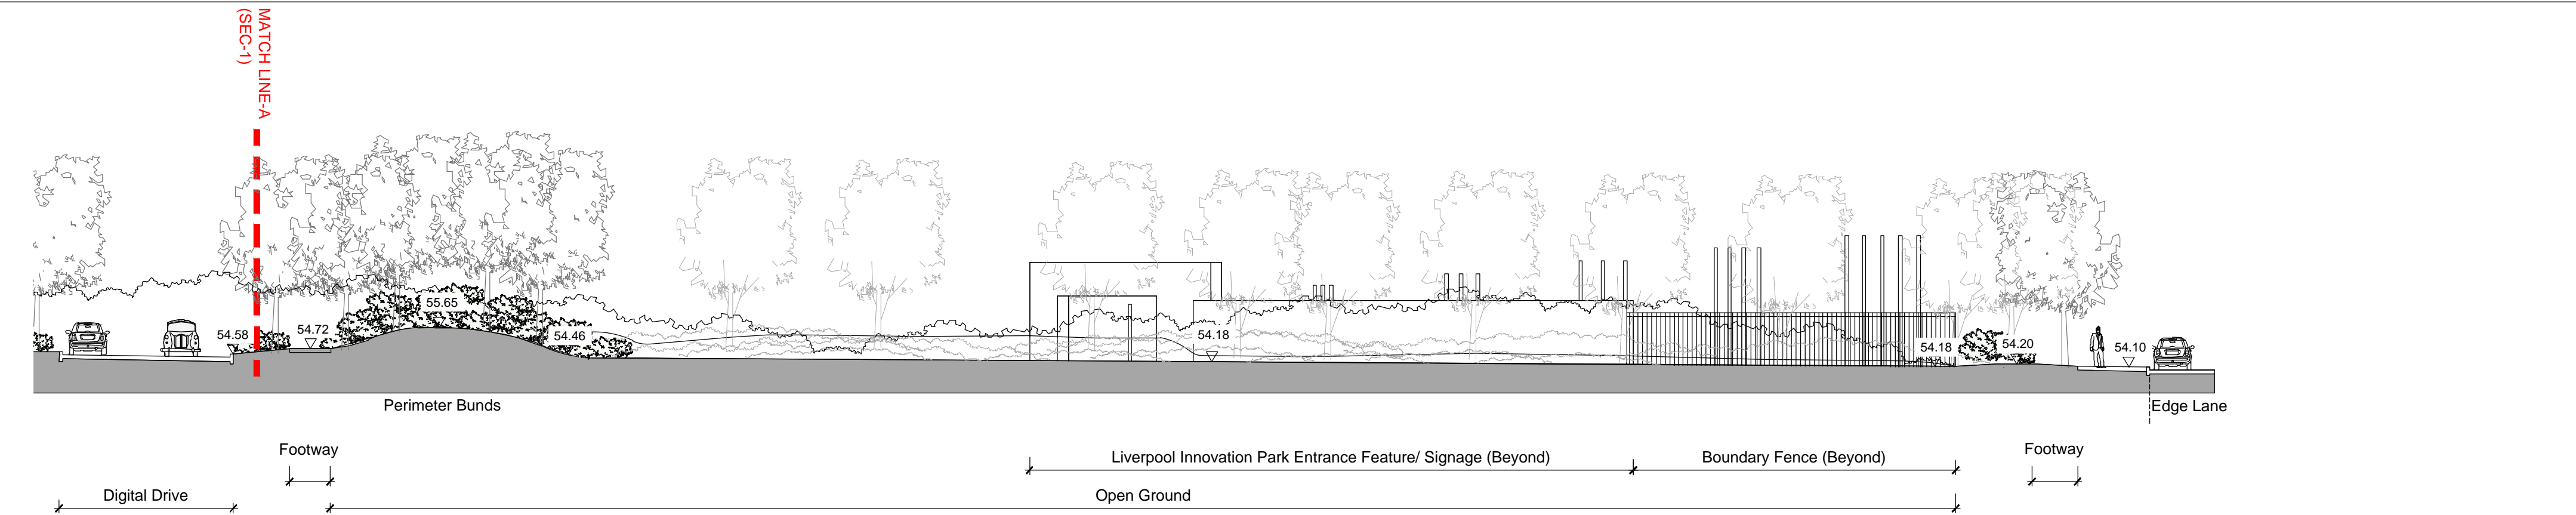 MATCH LINE-A
(SEC-1)
55.65
54.58
54.72
54.46
54.18
54.18
54.20
54.10
Perimeter Bunds
Edge Lane
Footway
Liverpool Innovation Park Entrance Feature/ Signage (Beyond)
Boundary Fence (Beyond)
Footway
Digital Drive
Open Ground